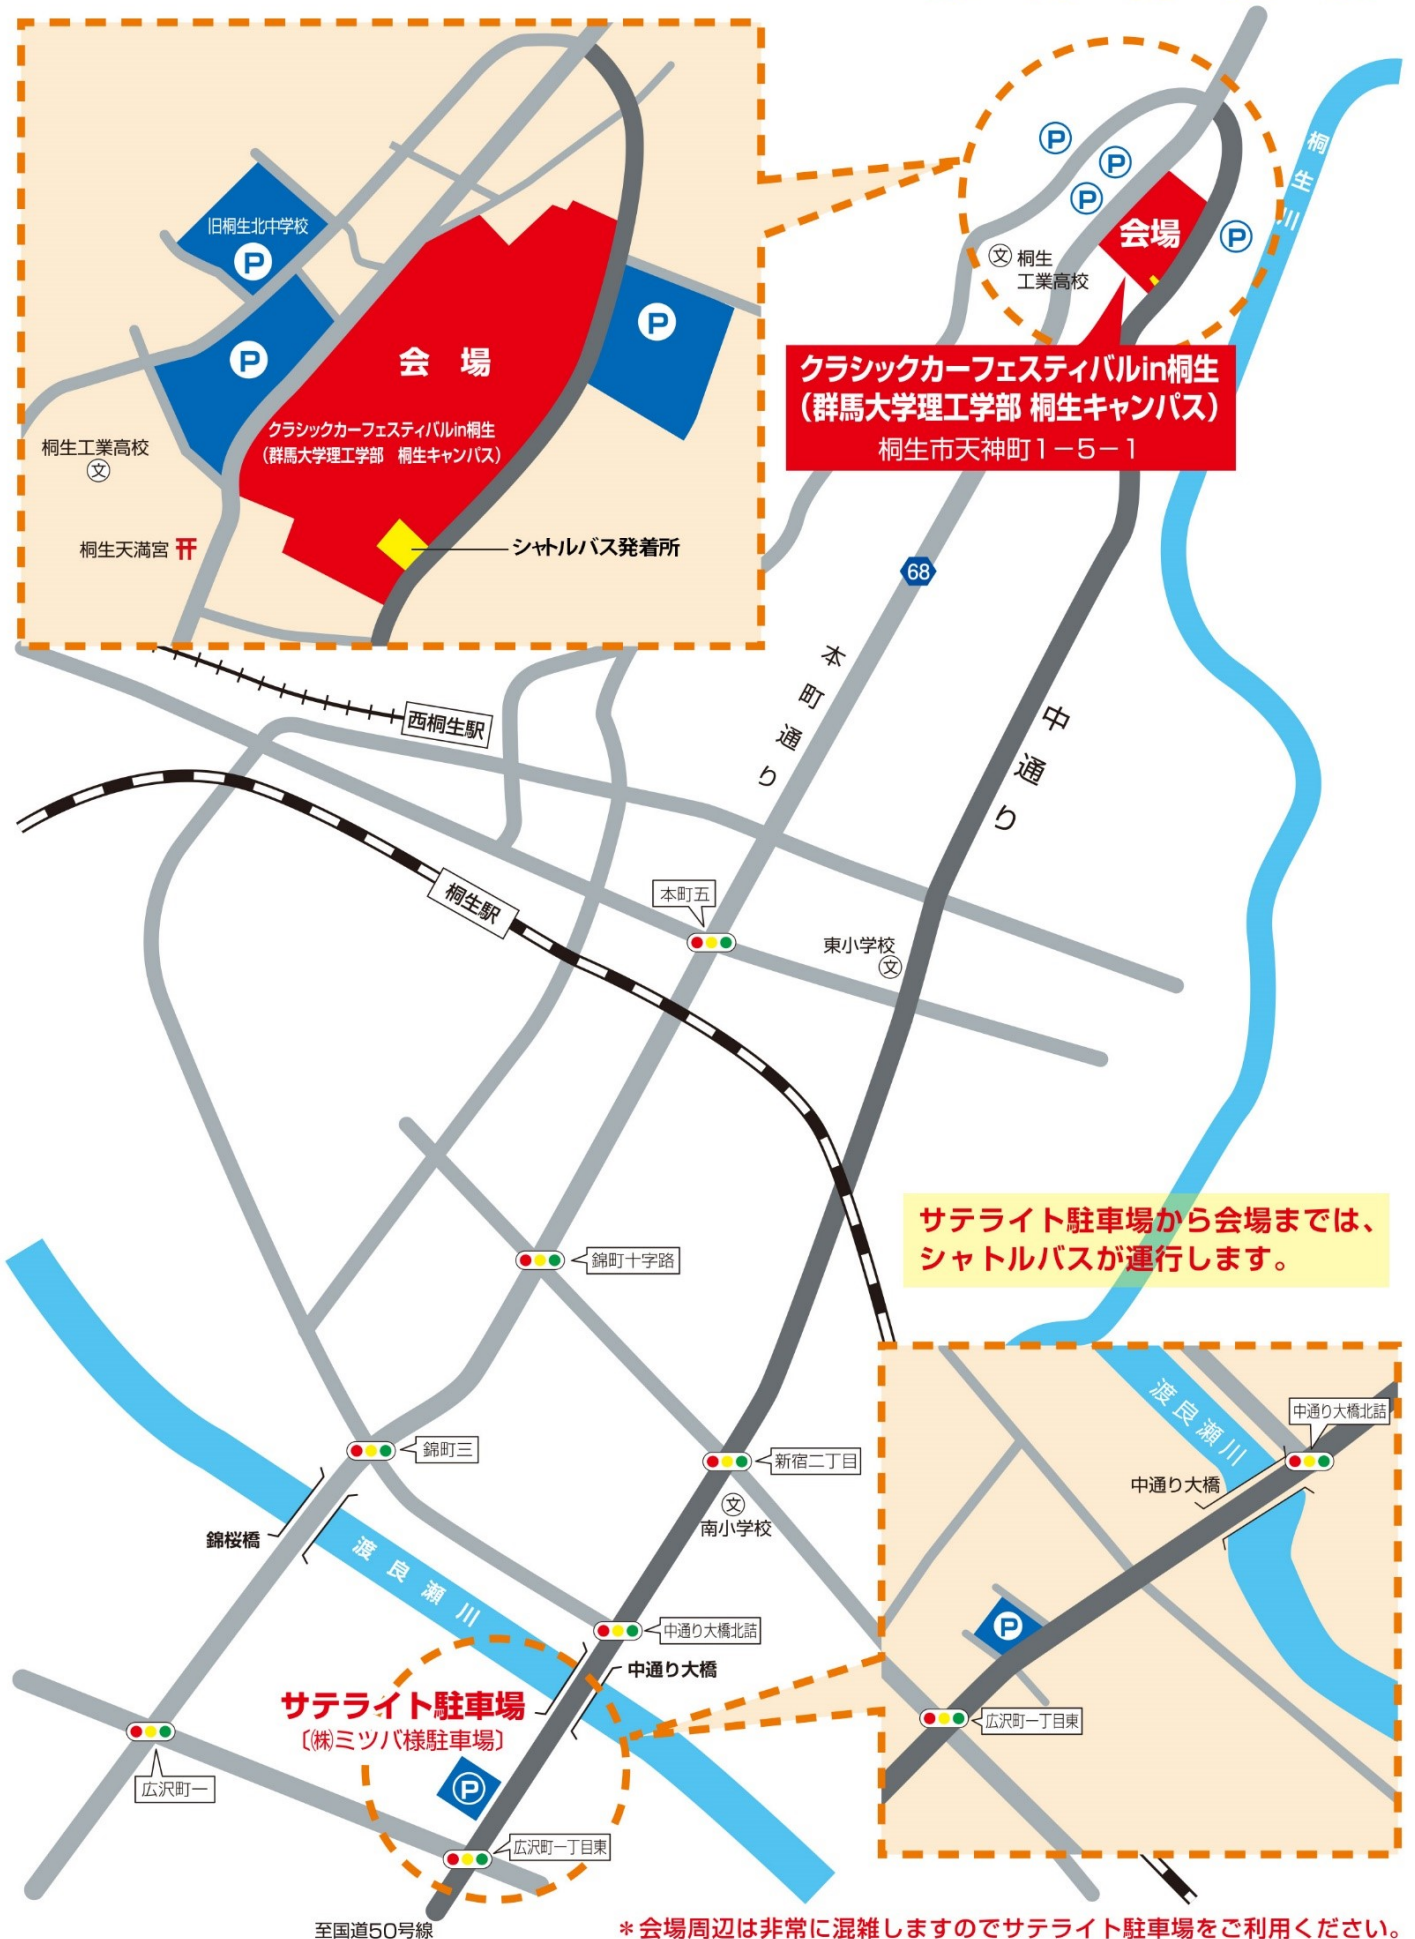 旧桐生北中学校
P
P
P
会　場
クラシックカーフェスティバルin桐生
(群馬大学理工学部　桐生キャンパス)
桐生工業高校
文
桐生天満宮
シャトルバス発着所
P
P
P
P
桐生川
会場
文 桐生
工業高校
クラシックカーフェスティバルin桐生
(群馬大学理工学部 桐生キャンパス)
桐生市天神町1-5-1
68
本町通り
中通り
西桐生駅
桐生駅
本町五
東小学校
文
サテライト駐車場から会場までは、
シャトルバスが運行します。
錦町十字路
錦町三
新宿二丁目
文
南小学校
錦桜橋
渡良瀬川
中通り大橋北詰
中通り大橋
サテライト駐車場
〔㈱ミツバ様駐車場〕
P
広沢町一
広沢町一丁目東
渡良瀬川
中通り大橋北詰
中通り大橋
P
広沢町一丁目東
至国道50号線
＊会場周辺は非常に混雑しますのでサテライト駐車場をご利用ください。